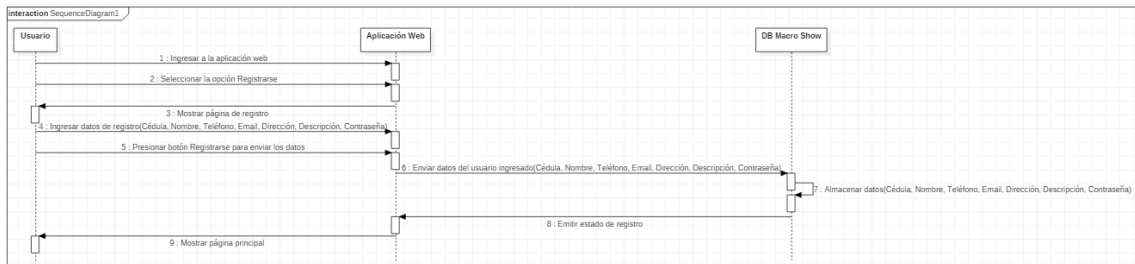 interaction SequenceDiagram1
Usuario
Aplicación Web
DB Macro Show
1 : Ingresar a la aplicación web
2 : Seleccionar la opción Registrarse
3 : Mostrar página de registro
4 : Ingresar datos de registro(Cédula, Nombre, Teléfono, Email, Dirección, Descripción, Contraseña)
5 : Presionar botón Registrarse para enviar los datos
6 : Enviar datos del usuario ingresado(Cédula, Nombre, Teléfono, Email, Dirección, Descripción, Contraseña)
7 : Almacenar datos(Cédula, Nombre, Teléfono, Email, Dirección, Descripción, Contraseña)
8 : Emitir estado de registro
9 : Mostrar página principal